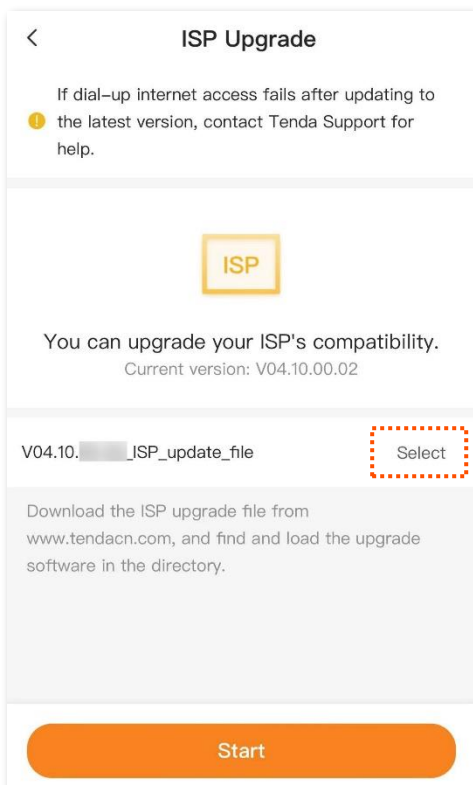 ISP Upgrade
If dial-up internet access fails after updating to
the latest version, contact Tenda Support for
help.
ISP
You can upgrade your ISP's compatibility.
Current version: V04.10.00.02
V04.10. _ISP_update_file
Select
Download the ISP upgrade file from
www.tendacn.com, and find and load the upgrade
software in the directory.
Start